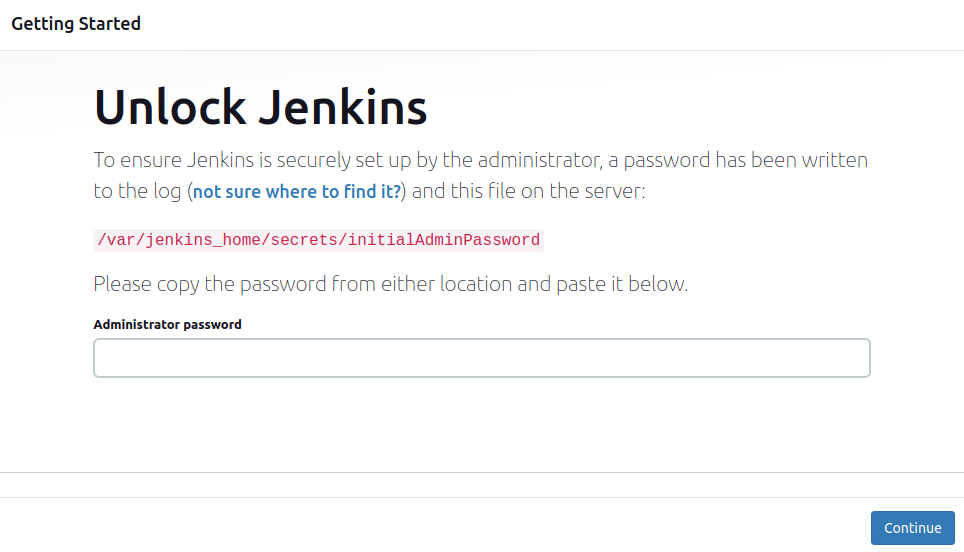 Getting Started
Unlock Jenkins
To ensure Jenkins is securely set up by the administrator, a password has been written
to the log (not sure where to find it?) and this file on the server:
/var/jenkins_home/secrets/initialAdminPassword
Please copy the password from either location and paste it below.
Administrator password
Continue